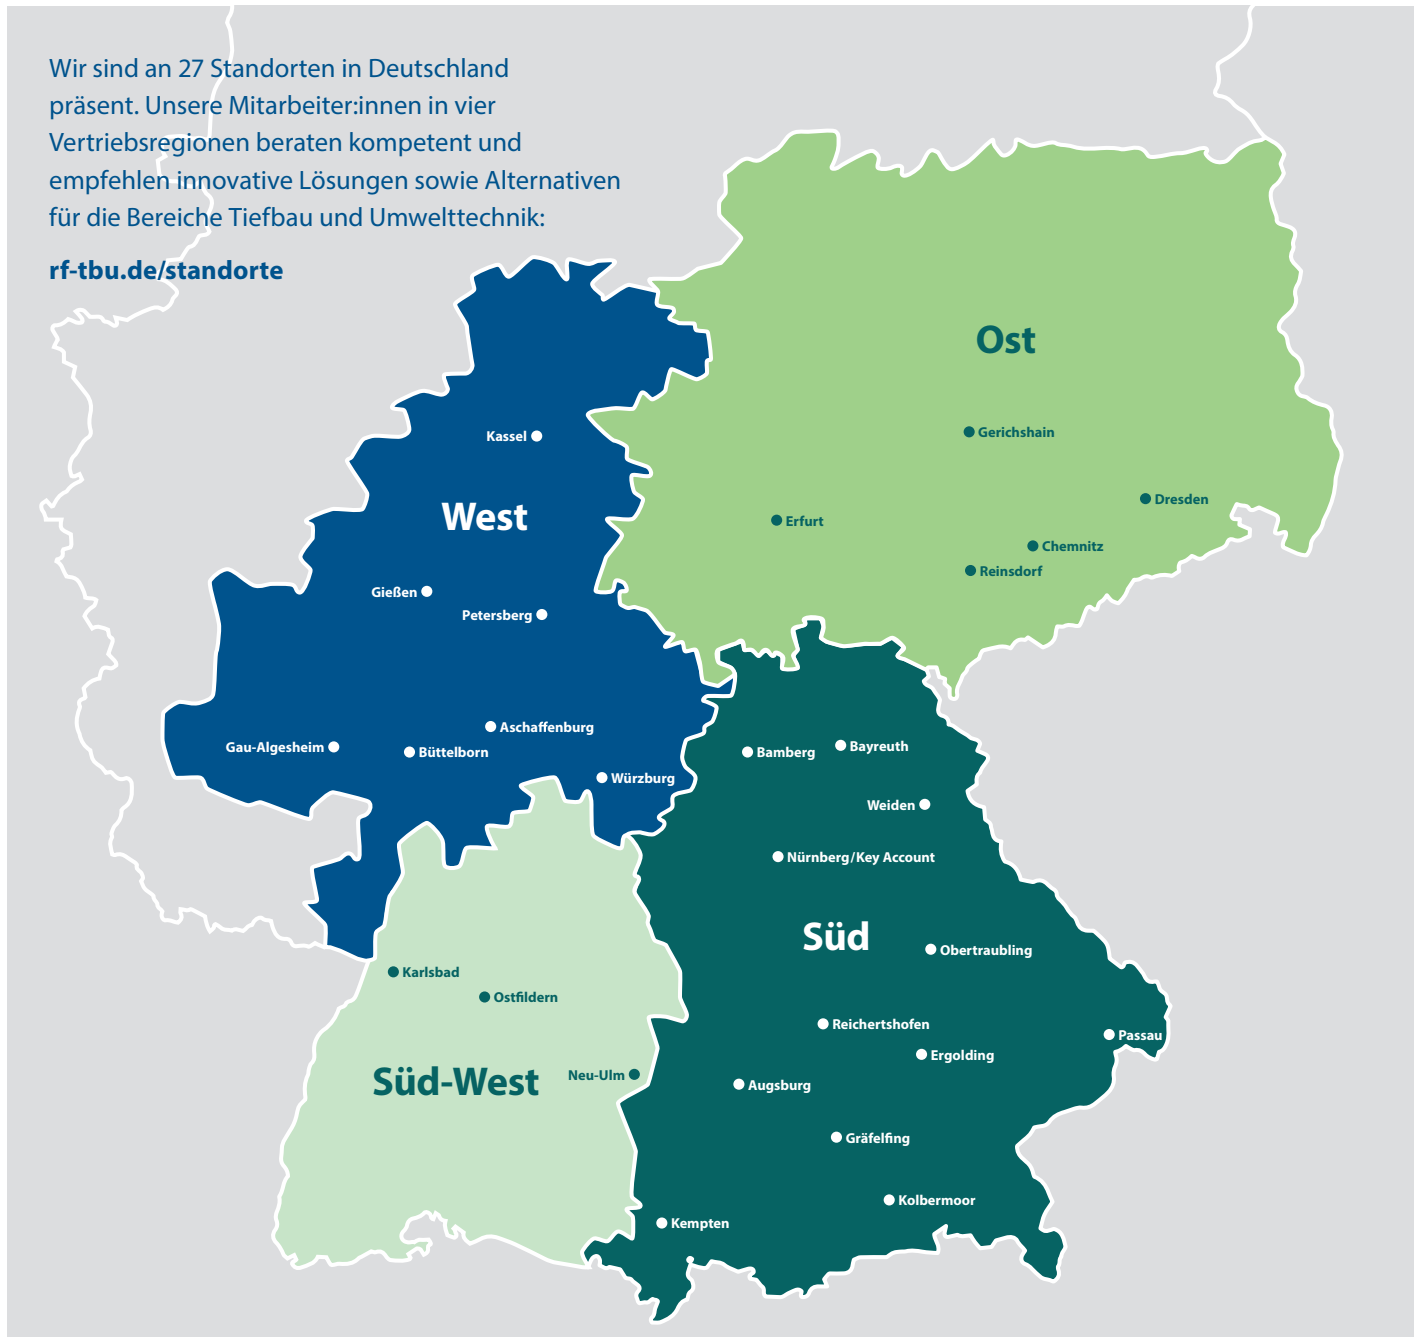 Wir sind an 27 Standorten in Deutschland
präsent. Unsere Mitarbeiter:innen in vier
Vertriebsregionen beraten kompetent und
empfehlen innovative Lösungen sowie Alternativen
für die Bereiche Tiefbau und Umwelttechnik:
rf-tbu.de/standorte
Ost
Gerichshain
Dresden
Erfurt
Chemnitz
Reinsdorf
Kassel
West
Gießen
Petersberg
Aschaffenburg
Gau-Algesheim
Büttelborn
Würzburg
Bamberg
Bayreuth
Weiden
Nürnberg/Key Account
Süd
Obertraubling
Reichertshofen
Passau
Ergolding
Augsburg
Gräfelfing
Kolbermoor
Kempten
Karlsbad
Ostfildern
Süd-West
Neu-Ulm